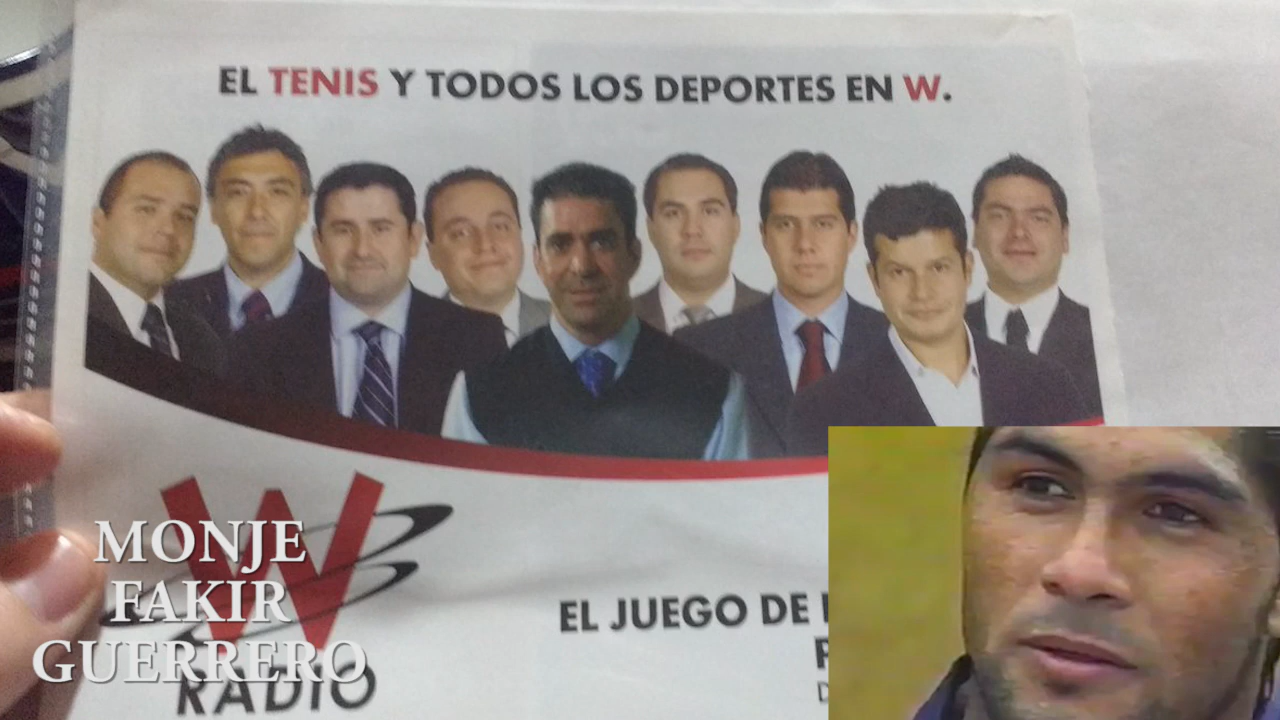 EL TENIS Y TODOS LOS DEPORTES EN W.
W
RADIO
MONJE
FAKIR
GUERRERO
EL JUEGO DE